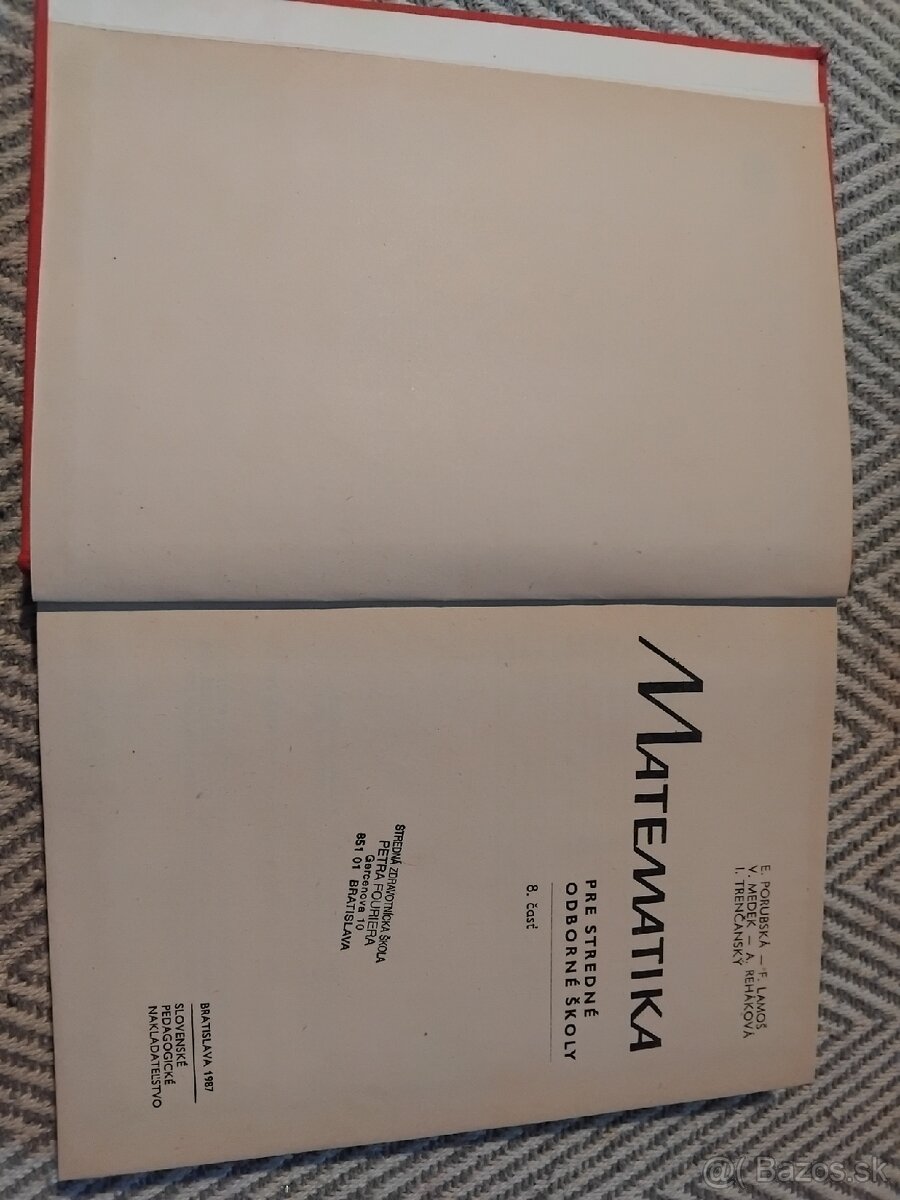 E. PORUBSKÁ — F. LAMOŠ
V. MEDEK — A. REHÁKOVÁ
I. TRENČANSKÝ
MATEMATIKA
PRE STREDNÉ
ODBORNÉ ŠKOLY
8. časť
STREDNÁ ZDRAVOTNÍCKA ŠKOLA
PETRA FOURIERA
Gercenova 10
851 01 BRATISLAVA
BRATISLAVA 1987
SLOVENSKÉ
PEDAGOGICKÉ
NAKLADATEĽSTVO
@( Bazos.sk